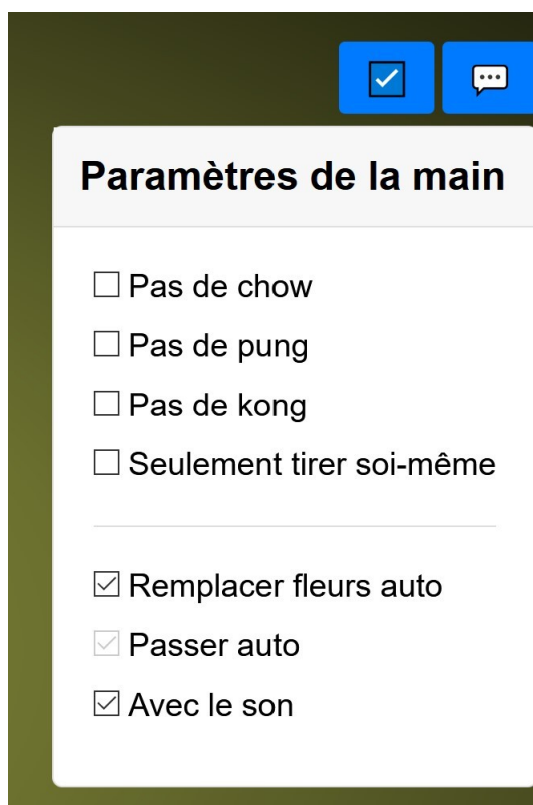 Paramètres de la main
Pas de chow
Pas de pung
Pas de kong
Seulement tirer soi-même
Remplacer fleurs auto
Passer auto
Avec le son